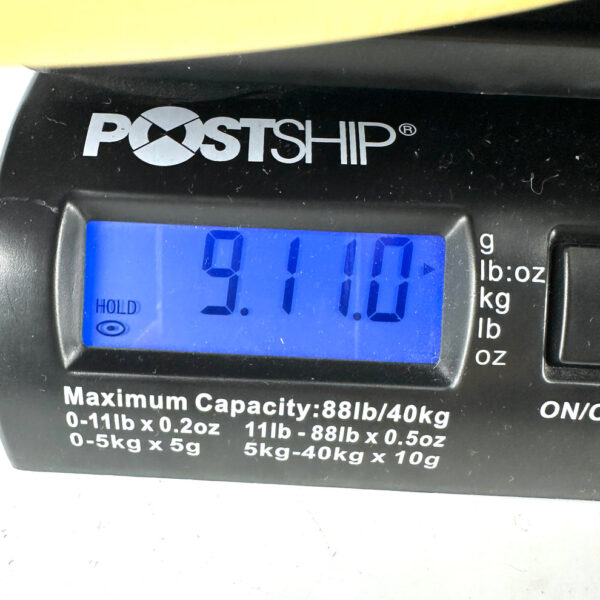 POSTSHIP®
9.11.0
HOLD
g
lb:oz
kg
lb
oz
ON/O
Maximum Capacity:88lb/40kg
0-11lb x 0.2oz 11lb - 88lb x 0.5oz
0-5kg x 5g 5kg-40kg x 10g